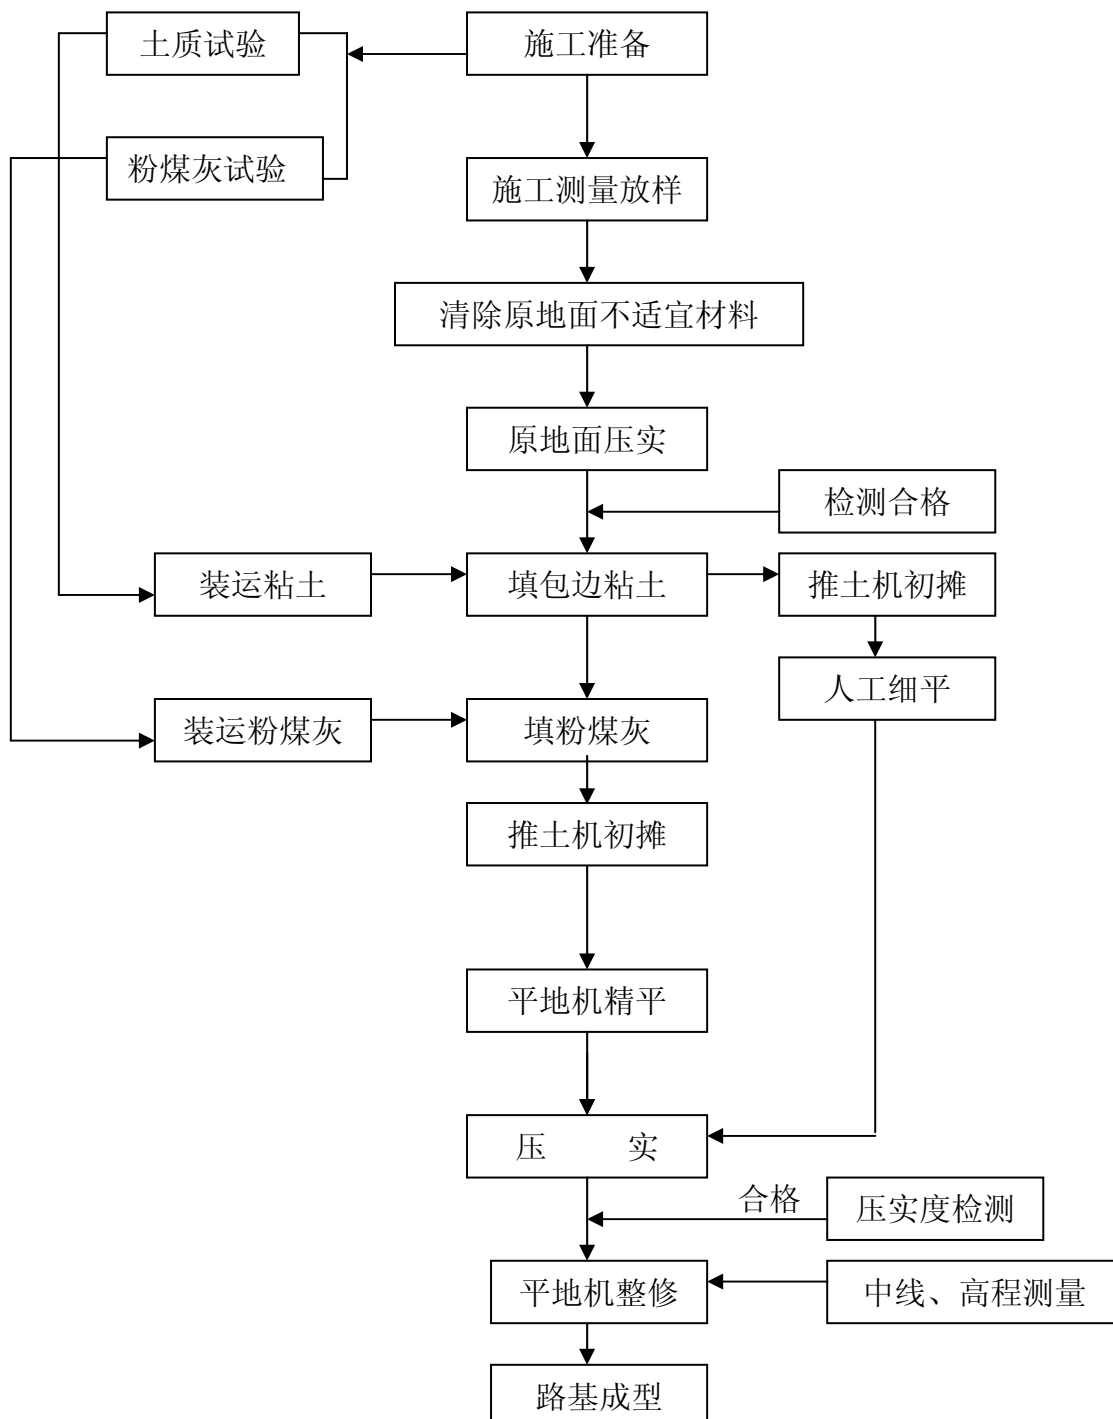 土质试验
施工准备
粉煤灰试验
施工测量放样
清除原地面不适宜材料
原地面压实
检测合格
装运粘土
填包边粘土
推土机初摊
人工细平
装运粉煤灰
填粉煤灰
推土机初摊
平地机精平
压 实
合格
压实度检测
平地机整修
中线、高程测量
路基成型